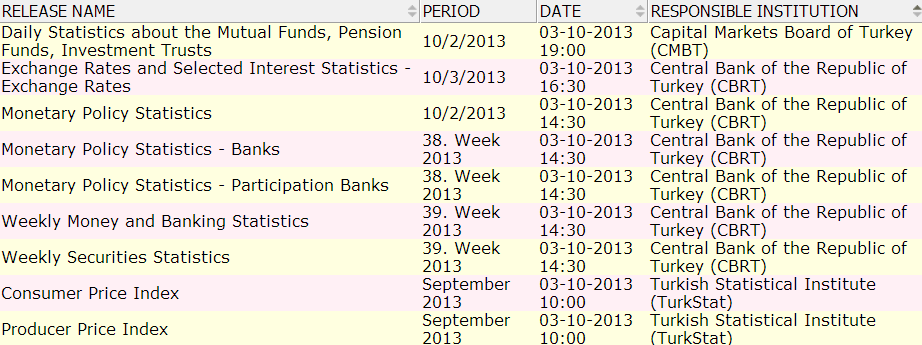 RELEASE NAME PERIOD DATE RESPONSIBLE INSTITUTION
Daily Statistics about the Mutual Funds, Pension Funds, Investment Trusts 10/2/2013 03-10-2013 19:00 Capital Markets Board of Turkey (CMBT)
Exchange Rates and Selected Interest Statistics - Exchange Rates 10/3/2013 03-10-2013 16:30 Central Bank of the Republic of Turkey (CBRT)
Monetary Policy Statistics 10/2/2013 03-10-2013 14:30 Central Bank of the Republic of Turkey (CBRT)
Monetary Policy Statistics - Banks 38. Week 2013 03-10-2013 14:30 Central Bank of the Republic of Turkey (CBRT)
Monetary Policy Statistics - Participation Banks 38. Week 2013 03-10-2013 14:30 Central Bank of the Republic of Turkey (CBRT)
Weekly Money and Banking Statistics 39. Week 2013 03-10-2013 14:30 Central Bank of the Republic of Turkey (CBRT)
Weekly Securities Statistics 39. Week 2013 03-10-2013 14:30 Central Bank of the Republic of Turkey (CBRT)
Consumer Price Index September 2013 03-10-2013 10:00 Turkish Statistical Institute (TurkStat)
Producer Price Index September 2013 03-10-2013 10:00 Turkish Statistical Institute (TurkStat)